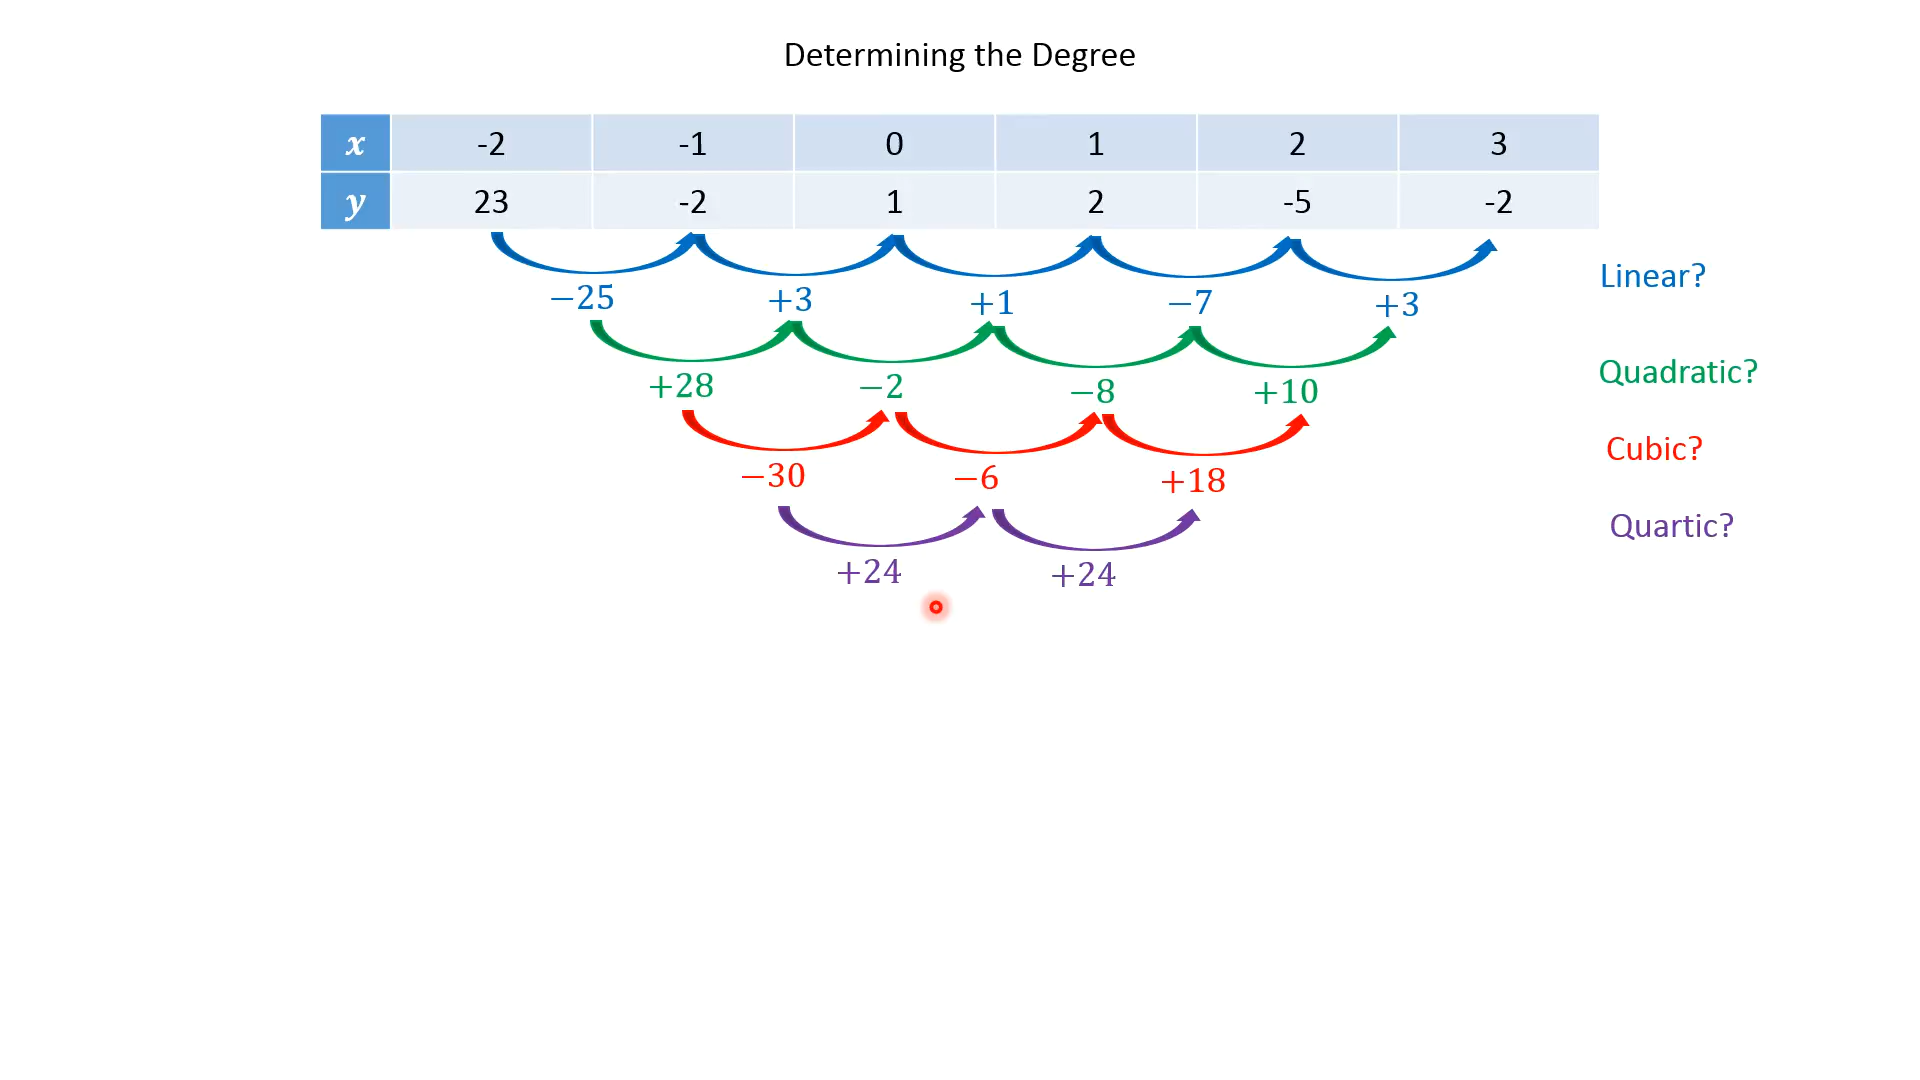 Determining the Degree
x -2 -1 0 1 2 3
y 23 -2 1 2 -5 -2
−25 +3 +1 −7 +3 Linear?
+28 −2 −8 +10 Quadratic?
−30 −6 +18 Cubic?
+24 +24 Quartic?